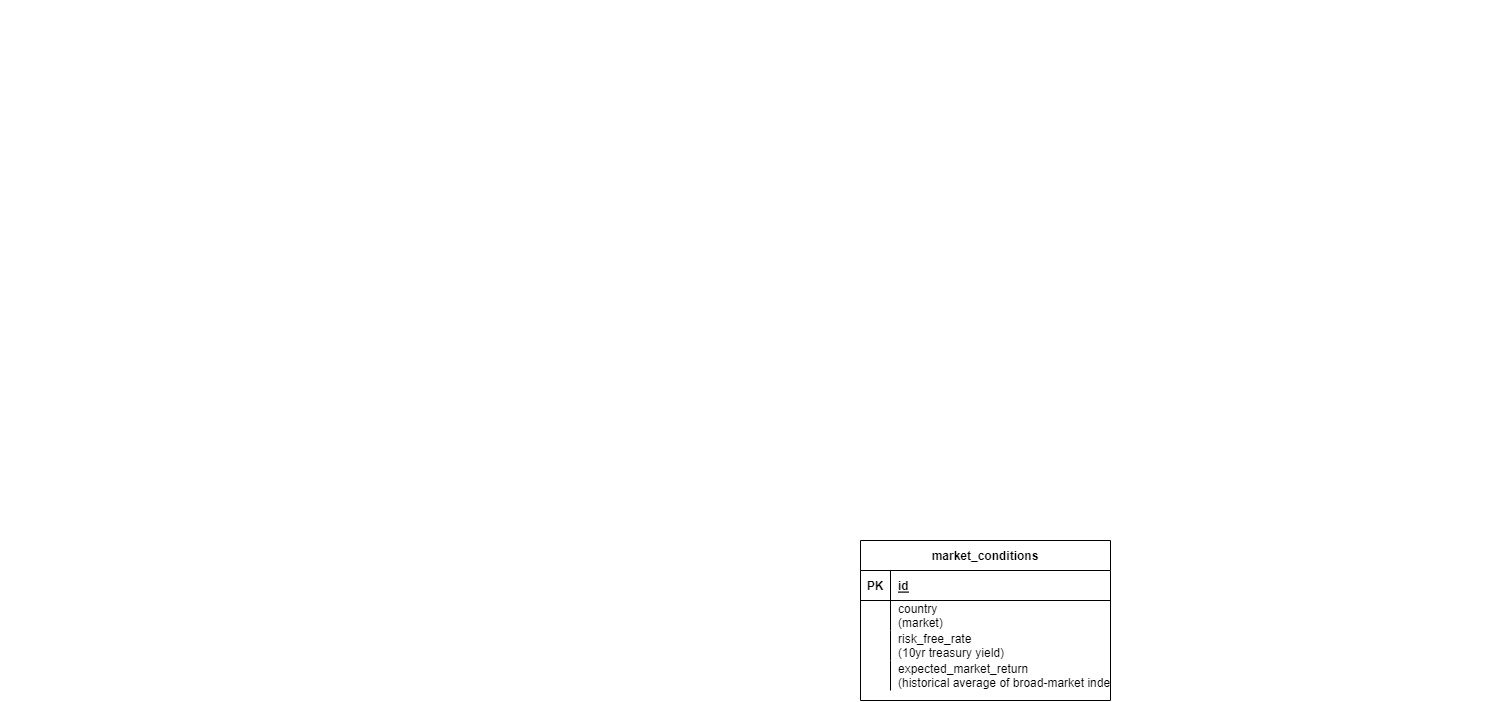 market_conditions
PK id
country
(market)
risk_free_rate
(10yr treasury yield)
expected_market_return
(historical average of broad-market inde